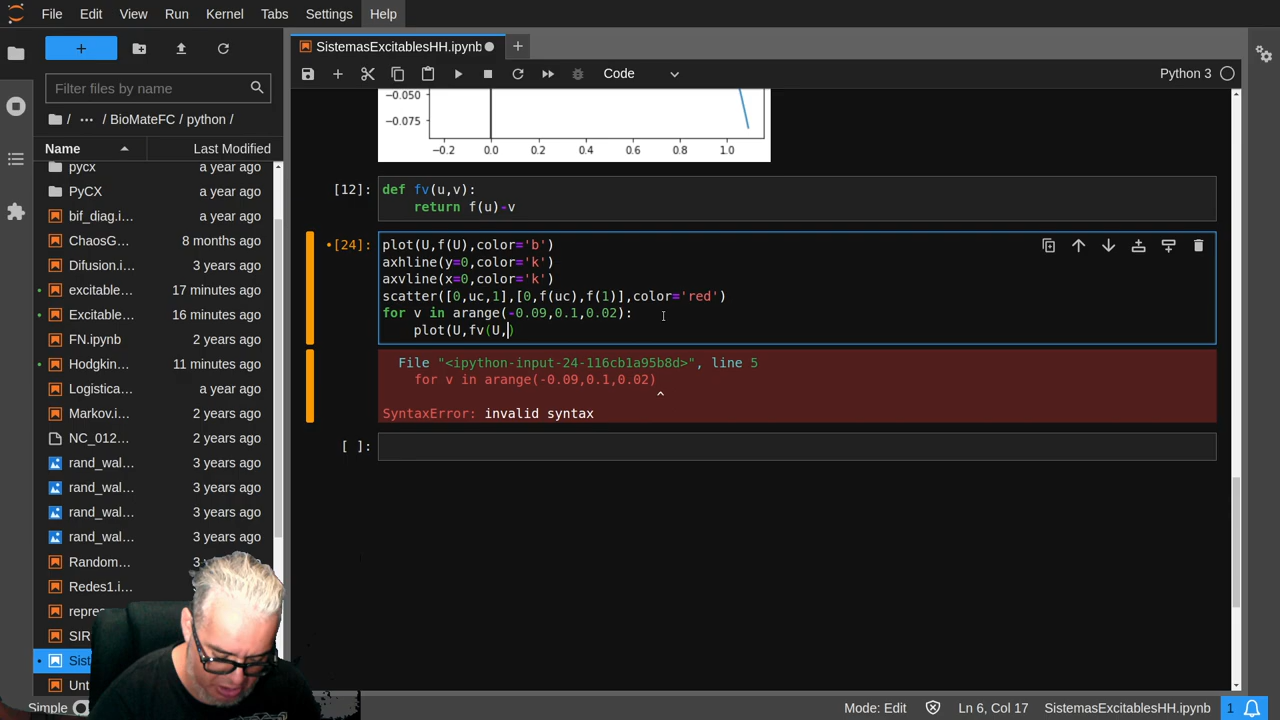 File Edit View Run Kernel Tabs Settings Help
SistemasExcitablesHH.ipynb
Code
Python 3
Filter files by name
/ ··· / BioMateFC / python /
Name Last Modified
pycx a year ago
PyCX a year ago
bif_diag.i… a year ago
ChaosG… 8 months ago
Difusion.i… 3 years ago
excitable… 17 minutes ago
Excitable… 16 minutes ago
FN.ipynb 2 years ago
Hodgkin… 11 minutes ago
Logistica… a year ago
Markov.i… 2 years ago
NC_012… 2 years ago
rand_wal… 3 years ago
rand_wal… 3 years ago
rand_wal… 3 years ago
rand_wal… 3 years ago
Random…
Redes1.i…
repre
SIR
Sist
Unt
−0.050
−0.075
−0.2 0.0 0.2 0.4 0.6 0.8 1.0
[12]: def fv(u,v):
return f(u)-v
[24]: plot(U,f(U),color='b')
axhline(y=0,color='k')
axvline(x=0,color='k')
scatter([0,uc,1],[0,f(uc),f(1)],color='red')
for v in arange(-0.09,0.1,0.02):
plot(U,fv(U,)
File "<ipython-input-24-116cb1a95b8d>", line 5
for v in arange(-0.09,0.1,0.02)
^
SyntaxError: invalid syntax
[ ]:
Simple
Mode: Edit
Ln 6, Col 17
SistemasExcitablesHH.ipynb
1